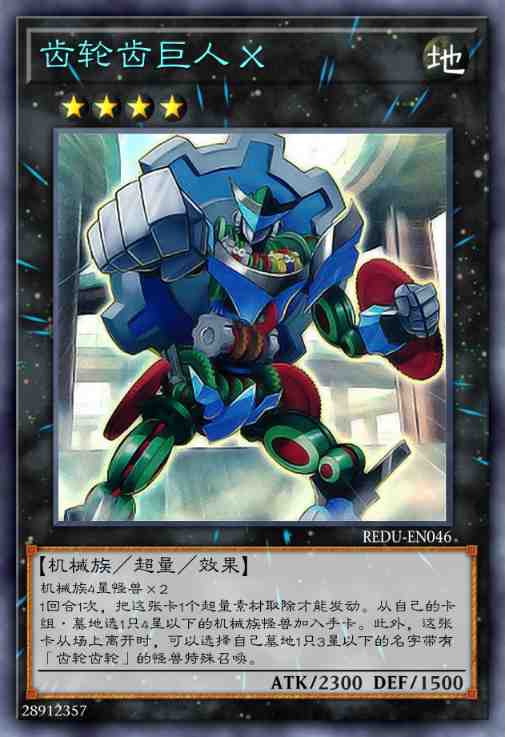 齿轮齿巨人 X
地
REDU-EN046
【机械族／超量／效果】
机械族4星怪兽×2
1回合1次，把这张卡1个超量素材取除才能发动。从自己的卡
组·墓地选1只4星以下的机械族怪兽加入手卡。此外，这张
卡从场上离开时，可以选择自己墓地1只3星以下的名字带有
「齿轮齿轮」的怪兽特殊召唤。
ATK/2300 DEF/1500
28912357